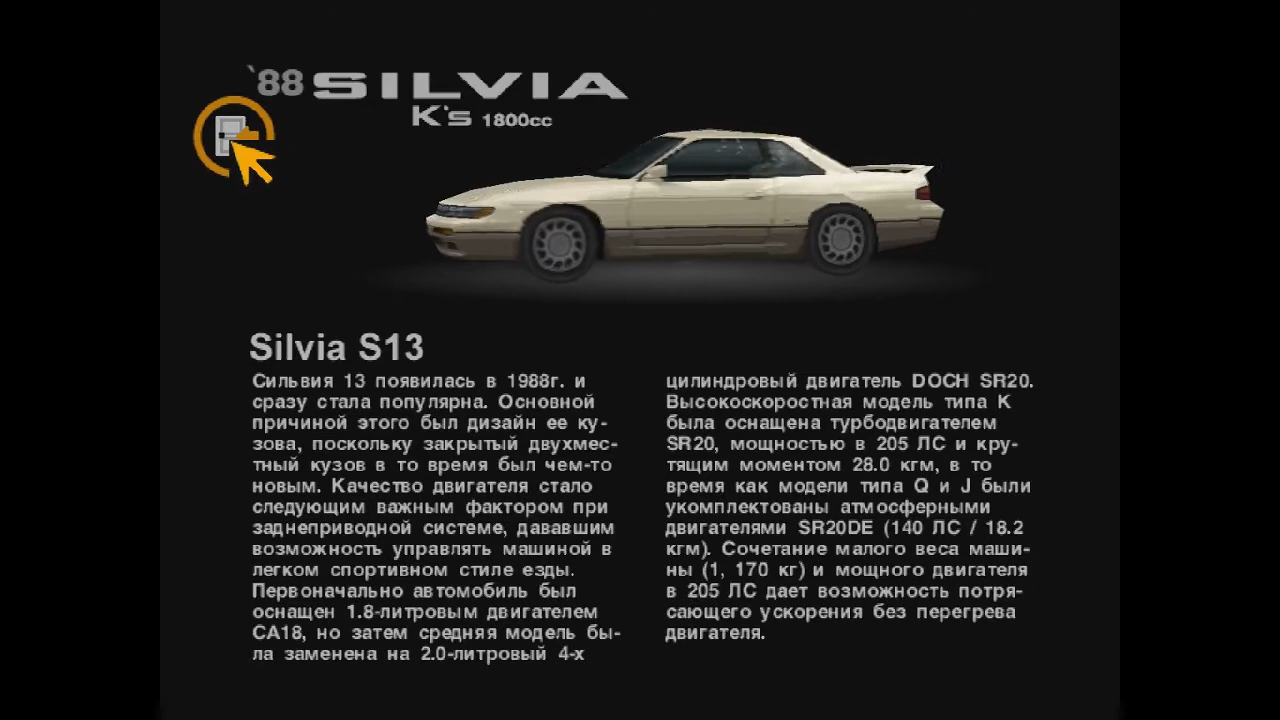 `88 SILVIA
K's 1800cc
Silvia S13
Сильвия 13 появилась в 1988г. и
сразу стала популярна. Основной
причиной этого был дизайн ее ку-
зова, поскольку закрытый двухмес-
тный кузов в то время был чем-то
новым. Качество двигателя стало
следующим важным фактором при
заднеприводной системе, дававшим
возможность управлять машиной в
легком спортивном стиле езды.
Первоначально автомобиль был
оснащен 1.8-литровым двигателем
CA18, но затем средняя модель бы-
ла заменена на 2.0-литровый 4-х
цилиндровый двигатель DOCH SR20.
Высокоскоростная модель типа K
была оснащена турбодвигателем
SR20, мощностью в 205 ЛС и кру-
тящим моментом 28.0 кгм, в то
время как модели типа Q и J были
укомплектованы атмосферными
двигателями SR20DE (140 ЛС / 18.2
кгм). Сочетание малого веса маши-
ны (1, 170 кг) и мощного двигателя
в 205 ЛС дает возможность потря-
сающего ускорения без перегрева
двигателя.